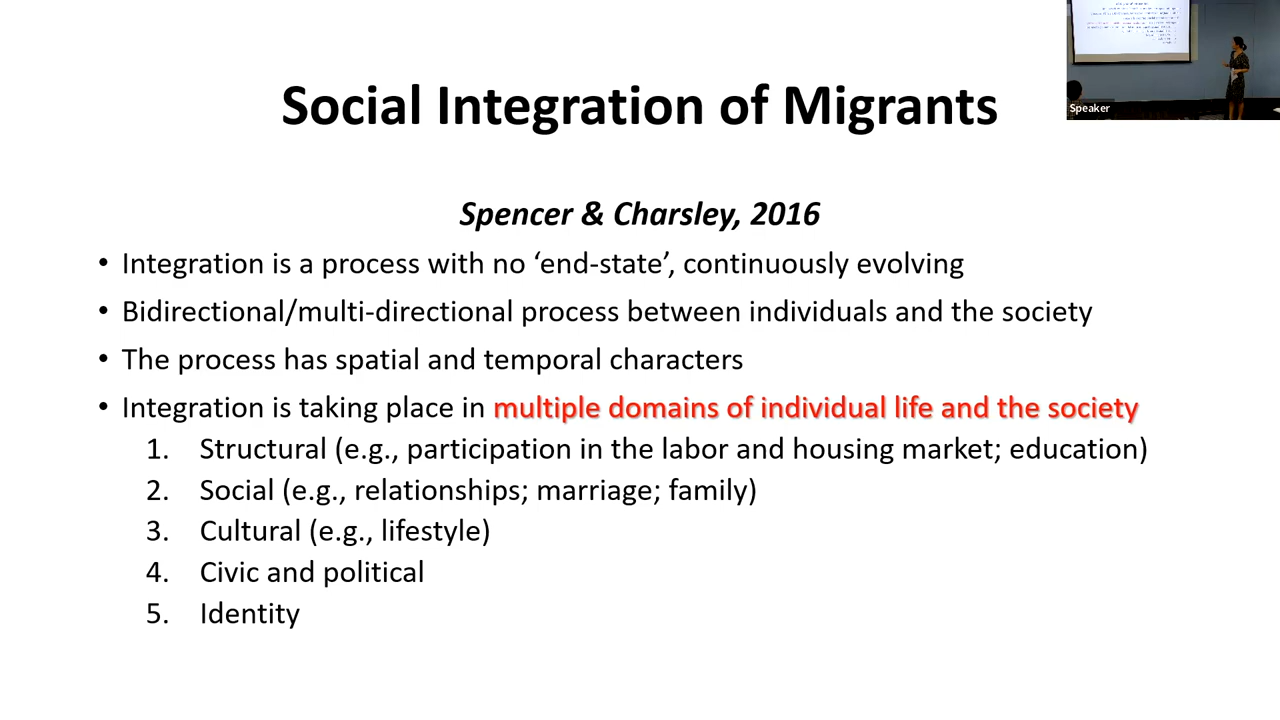 Speaker
Social Integration of Migrants
Spencer & Charsley, 2016
• Integration is a process with no ‘end-state’, continuously evolving
• Bidirectional/multi-directional process between individuals and the society
• The process has spatial and temporal characters
• Integration is taking place in multiple domains of individual life and the society
1. Structural (e.g., participation in the labor and housing market; education)
2. Social (e.g., relationships; marriage; family)
3. Cultural (e.g., lifestyle)
4. Civic and political
5. Identity